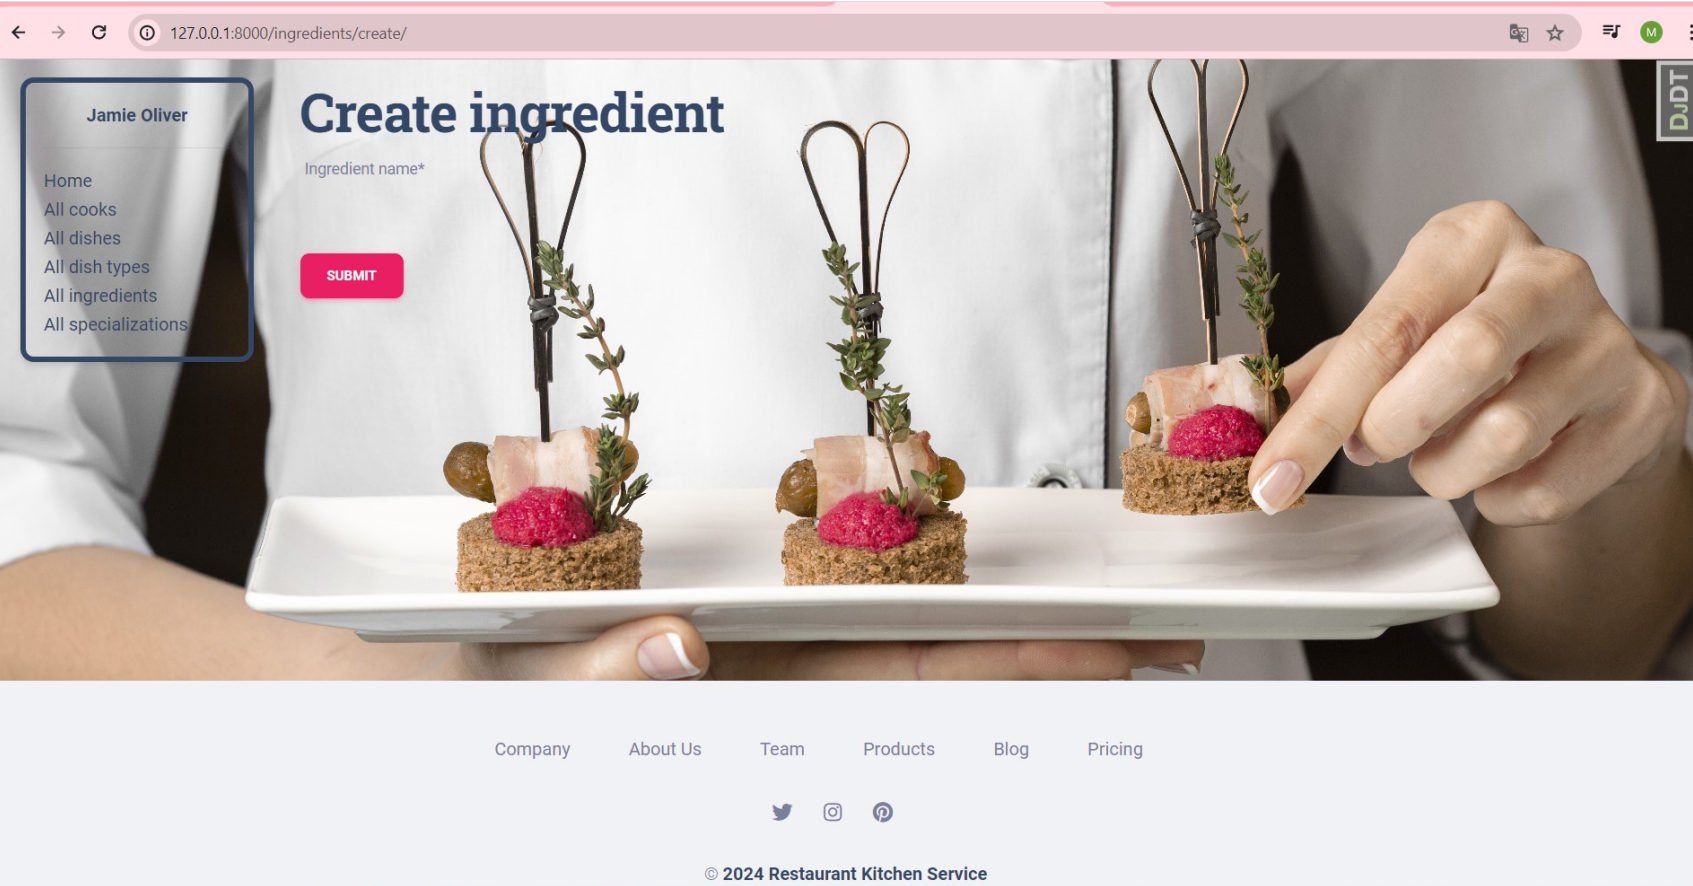 127.0.0.1:8000/ingredients/create/
M
DJDT
Jamie Oliver
Home
All cooks
All dishes
All dish types
All ingredients
All specializations
Create ingredient
Ingredient name*
SUBMIT
Company About Us Team Products Blog Pricing
© 2024 Restaurant Kitchen Service